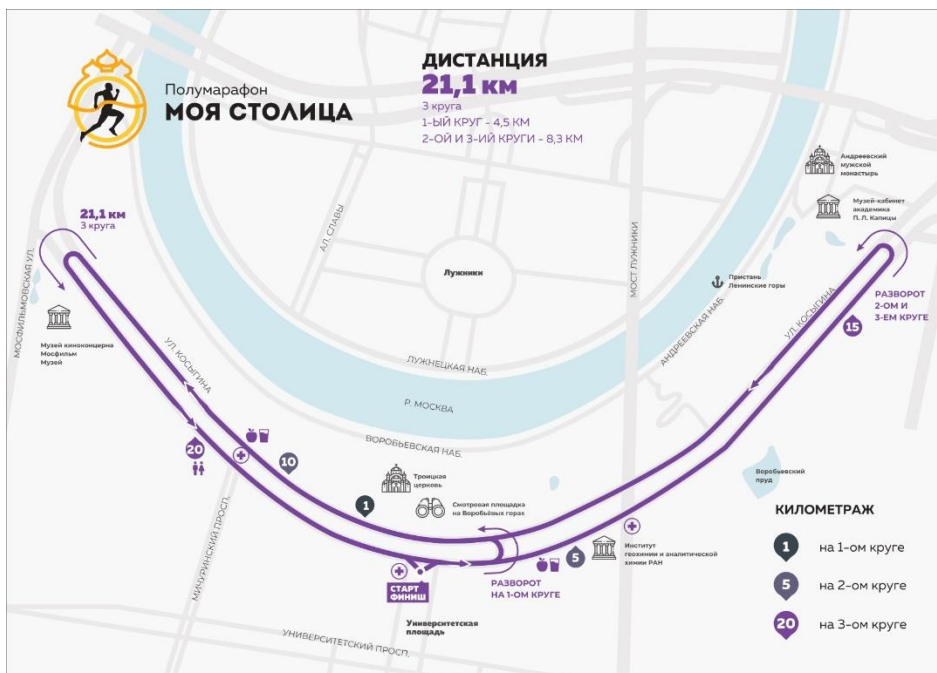 Полумарафон
МОЯ СТОЛИЦА
ДИСТАНЦИЯ
21,1 км
3 круга
1-ЫЙ КРУГ - 4,5 КМ
2-ОЙ И 3-ИЙ КРУГИ - 8,3 КМ
Андреевский
мужской
монастырь
Музей-кабинет
академика
П. Л. Капицы
21,1 км
3 круга
МОСФИЛЬМОВСКАЯ УЛ.
АЛ. СЛАВЫ
Лужники
МОСТ ЛУЖНИКИ
Пристань
Ленинские горы
АНДРЕЕВСКАЯ НАБ.
УЛ. КОСЫГИНА
РАЗВОРОТ
2-ОМ И
3-ЕМ КРУГЕ
15
Музей киноконцерна
Мосфильм
Музей
УЛ. КОСЫГИНА
ЛУЖНЕЦКАЯ НАБ.
Р. МОСКВА
ВОРОБЬЕВСКАЯ НАБ.
20
10
1
Троицкая
церковь
Смотровая площадка
на Воробьёвых горах
Воробьевский
пруд
МИЧУРИНСКИЙ ПРОСП.
5
Институт
геохимии и аналитической
химии РАН
СТАРТ
ФИНИШ
РАЗВОРОТ
НА 1-ОМ КРУГЕ
Университетская
площадь
УНИВЕРСИТЕТСКИЙ ПРОСП.
КИЛОМЕТРАЖ
1 на 1-ом круге
5 на 2-ом круге
20 на 3-ом круге